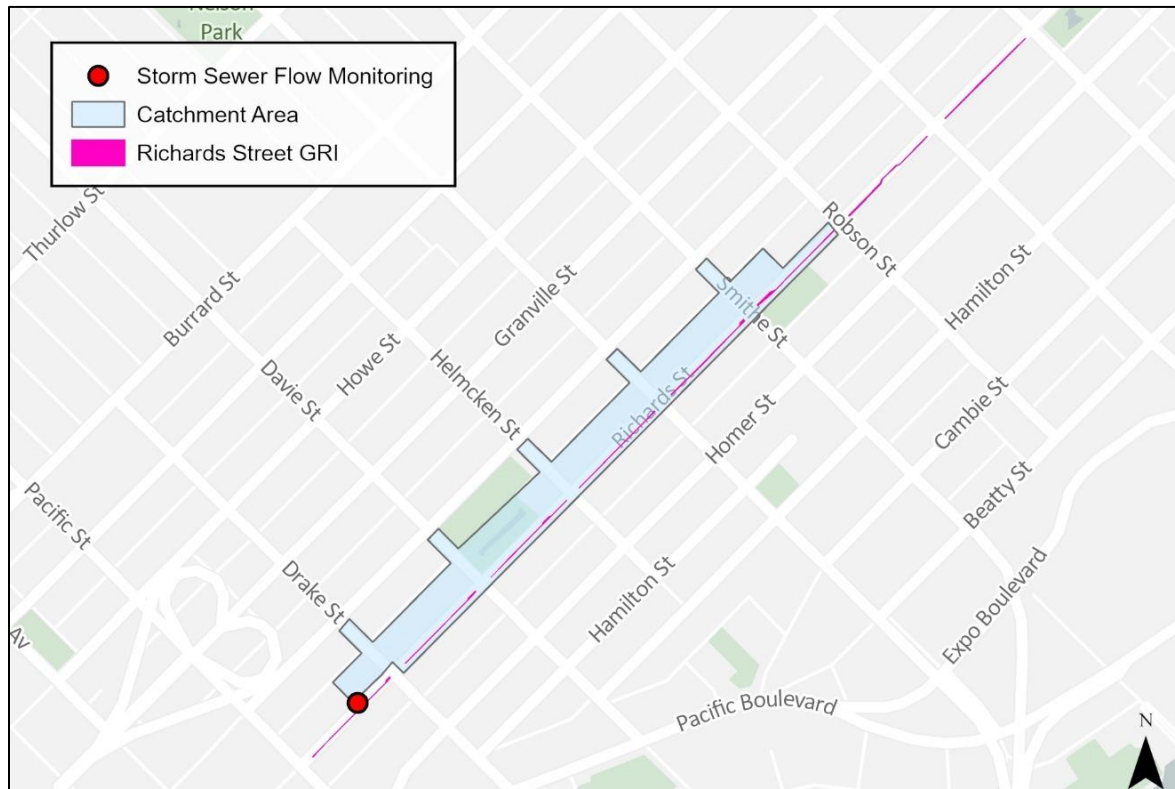 Nelson
Park
Storm Sewer Flow Monitoring
Catchment Area
Richards Street GRI
Thurlow St
Burrard St
Robson St
Granville St
Hamilton St
Smithe St
Howe St
Helmcken St
Davie St
Richards St
Homer St
Cambie St
Beatty St
Pacific St
Drake St
Hamilton St
Expo Boulevard
Av
Pacific Boulevard
N